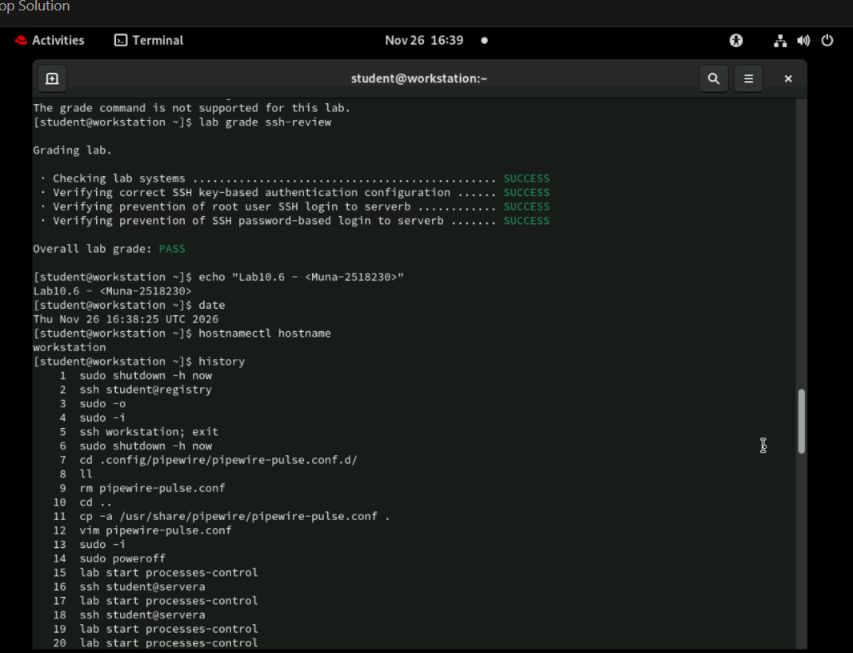 op Solution
Activities Terminal Nov 26 16:39
student@workstation:~
The grade command is not supported for this lab.
[student@workstation ~]$ lab grade ssh-review
Grading lab.
· Checking lab systems .............................................. SUCCESS
· Verifying correct SSH key-based authentication configuration ...... SUCCESS
· Verifying prevention of root user SSH login to serverb ............ SUCCESS
· Verifying prevention of SSH password-based login to serverb ....... SUCCESS
Overall lab grade: PASS
[student@workstation ~]$ echo "Lab10.6 - <Muna-2518230>"
Lab10.6 - <Muna-2518230>
[student@workstation ~]$ date
Thu Nov 26 16:38:25 UTC 2026
[student@workstation ~]$ hostnamectl hostname
workstation
[student@workstation ~]$ history
1 sudo shutdown -h now
2 ssh student@registry
3 sudo -o
4 sudo -i
5 ssh workstation; exit
6 sudo shutdown -h now
7 cd .config/pipewire/pipewire-pulse.conf.d/
8 ll
9 rm pipewire-pulse.conf
10 cd ..
11 cp -a /usr/share/pipewire/pipewire-pulse.conf .
12 vim pipewire-pulse.conf
13 sudo -i
14 sudo poweroff
15 lab start processes-control
16 ssh student@servera
17 lab start processes-control
18 ssh student@servera
19 lab start processes-control
20 lab start processes-control